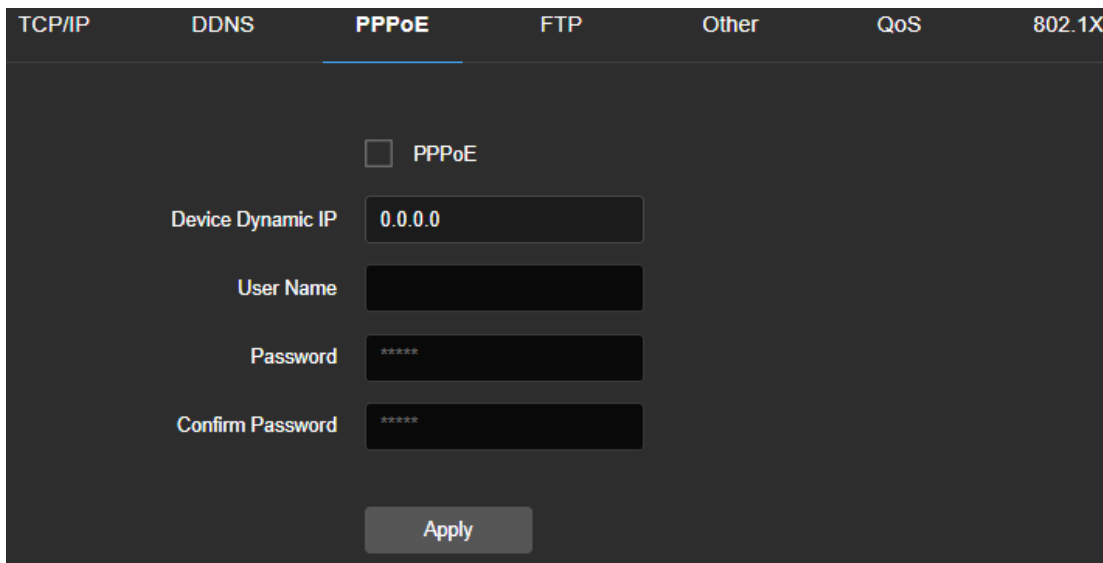 TCP/IP DDNS PPPoE FTP Other QoS 802.1X
PPPoE
Device Dynamic IP 0.0.0.0
User Name
Password *****
Confirm Password *****
Apply